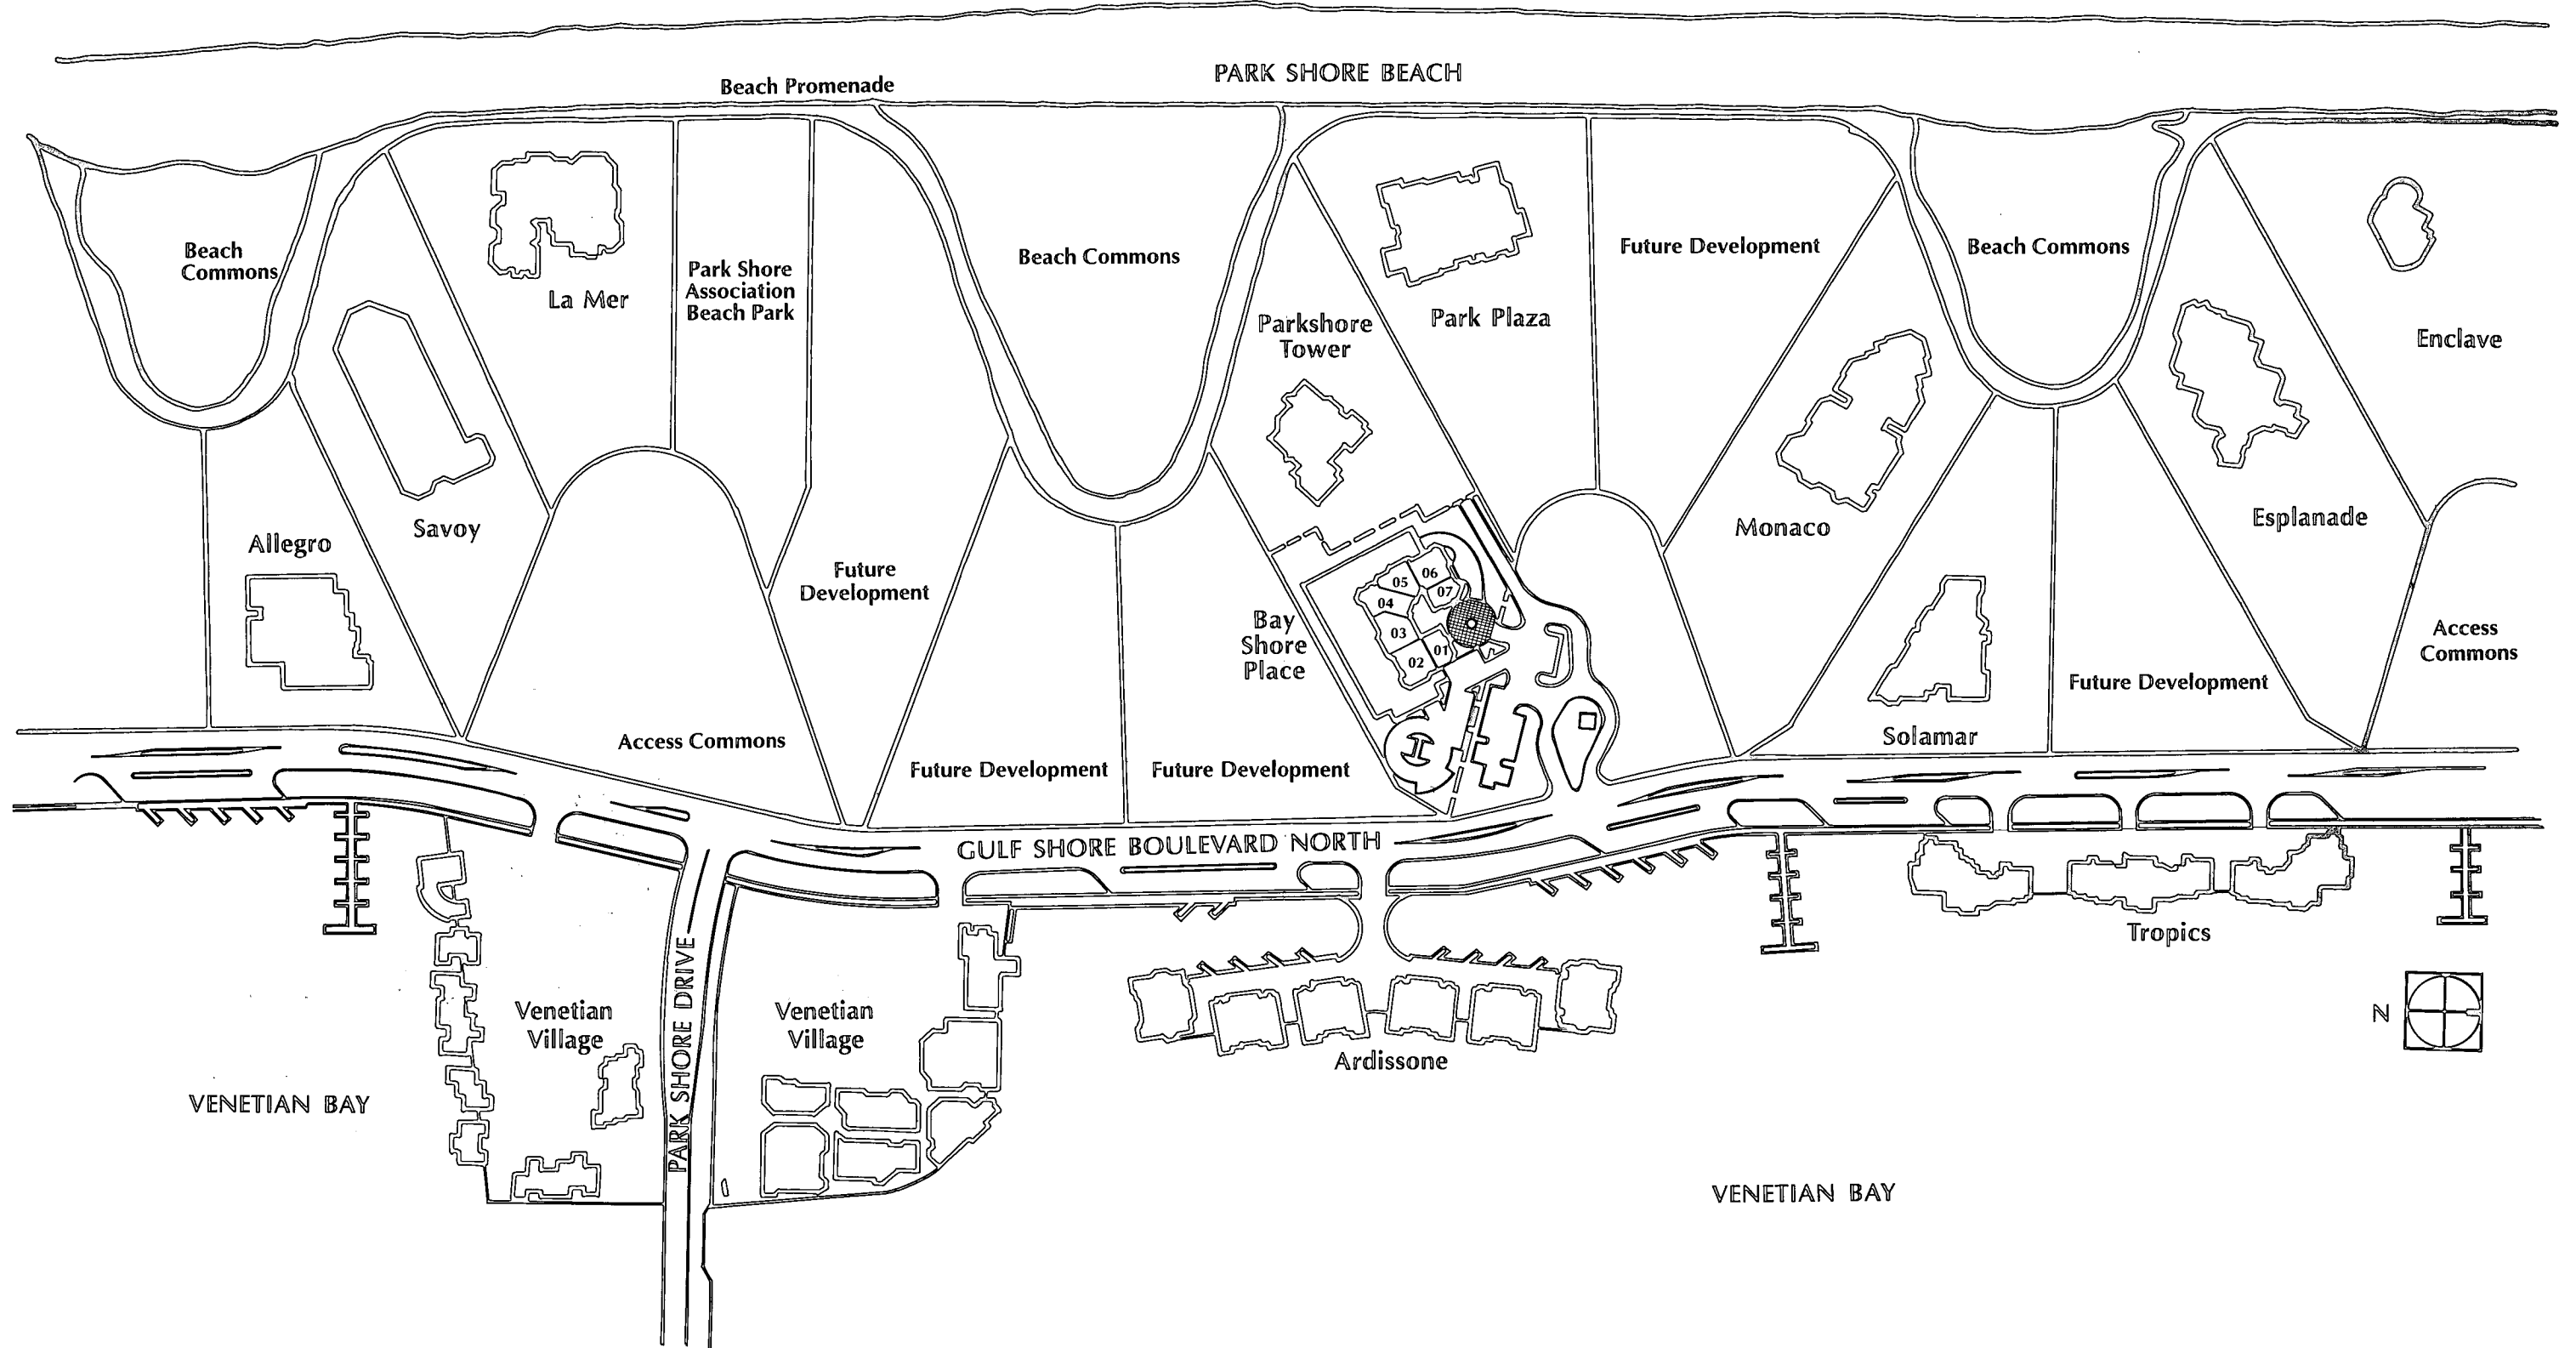 PARK SHORE BEACH
Beach Promenade
Beach
Commons
La Mer
Park Shore
Association
Beach Park
Beach Commons
Parkshore
Tower
Park Plaza
Future Development
Beach Commons
Enclave
Allegro
Savoy
Future
Development
Monaco
Esplanade
Bay
Shore
Place
05
06
07
04
03
02
01
Access
Commons
Access Commons
Future Development
Future Development
Solamar
Future Development
GULF SHORE BOULEVARD NORTH
PARK SHORE DRIVE
Venetian
Village
Venetian
Village
Ardissone
Tropics
N
VENETIAN BAY
VENETIAN BAY